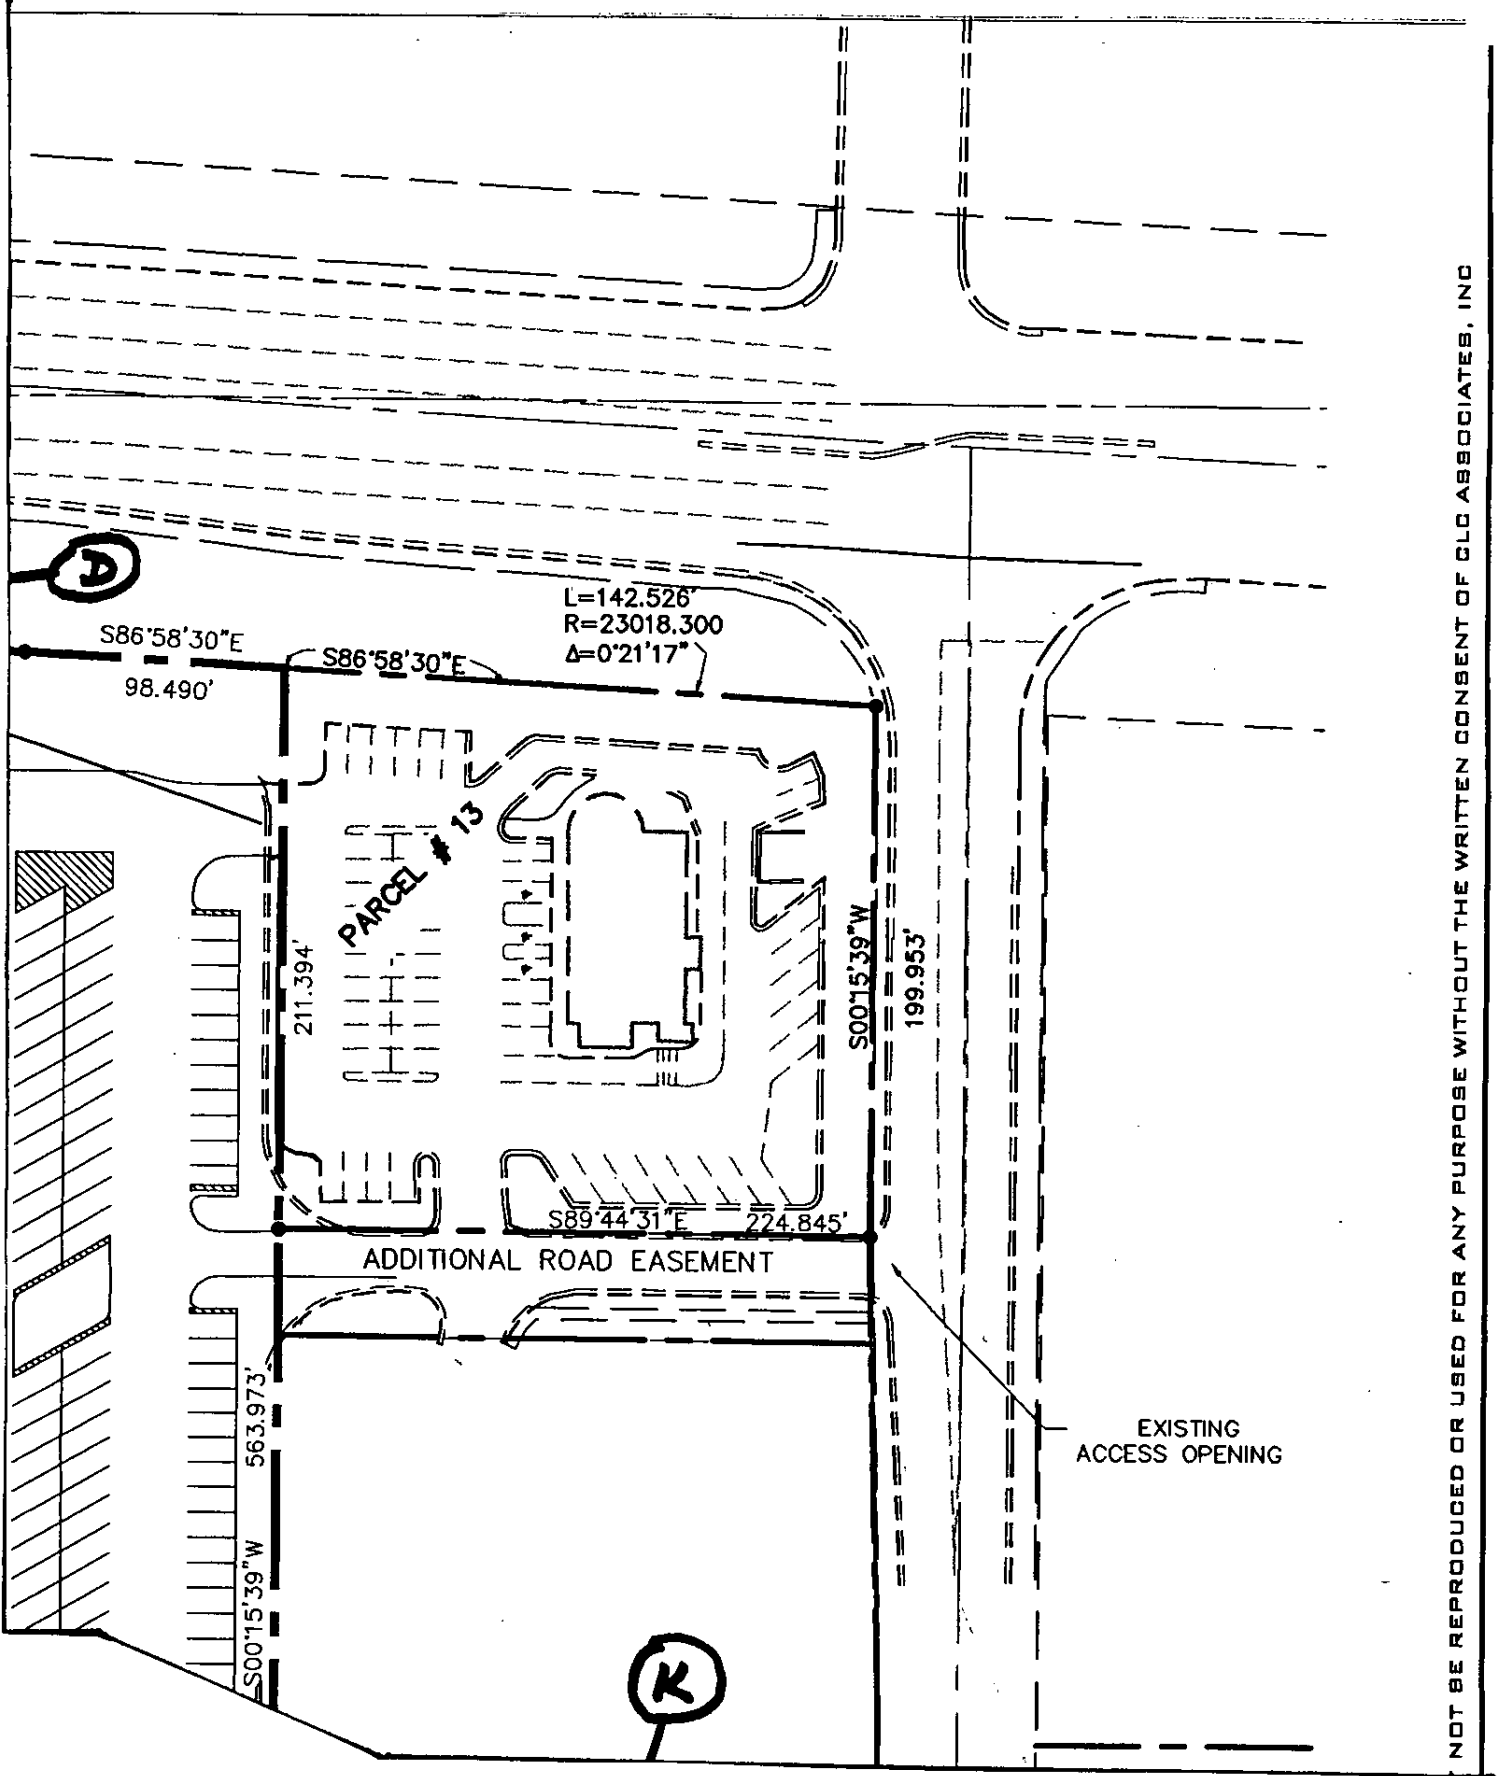 D
S86°58'30"E
98.490'
S86°58'30"E
L=142.526'
R=23018.300
Δ=0°21'17"
PARCEL # 13
211.394'
S00°15'39"W
199.953'
S89°44'31"E 224.845'
ADDITIONAL ROAD EASEMENT
563.973'
S00°15'39"W
EXISTING
ACCESS OPENING
K
NOT BE REPRODUCED OR USED FOR ANY PURPOSE WITHOUT THE WRITTEN CONSENT OF CLC ASSOCIATES, INC